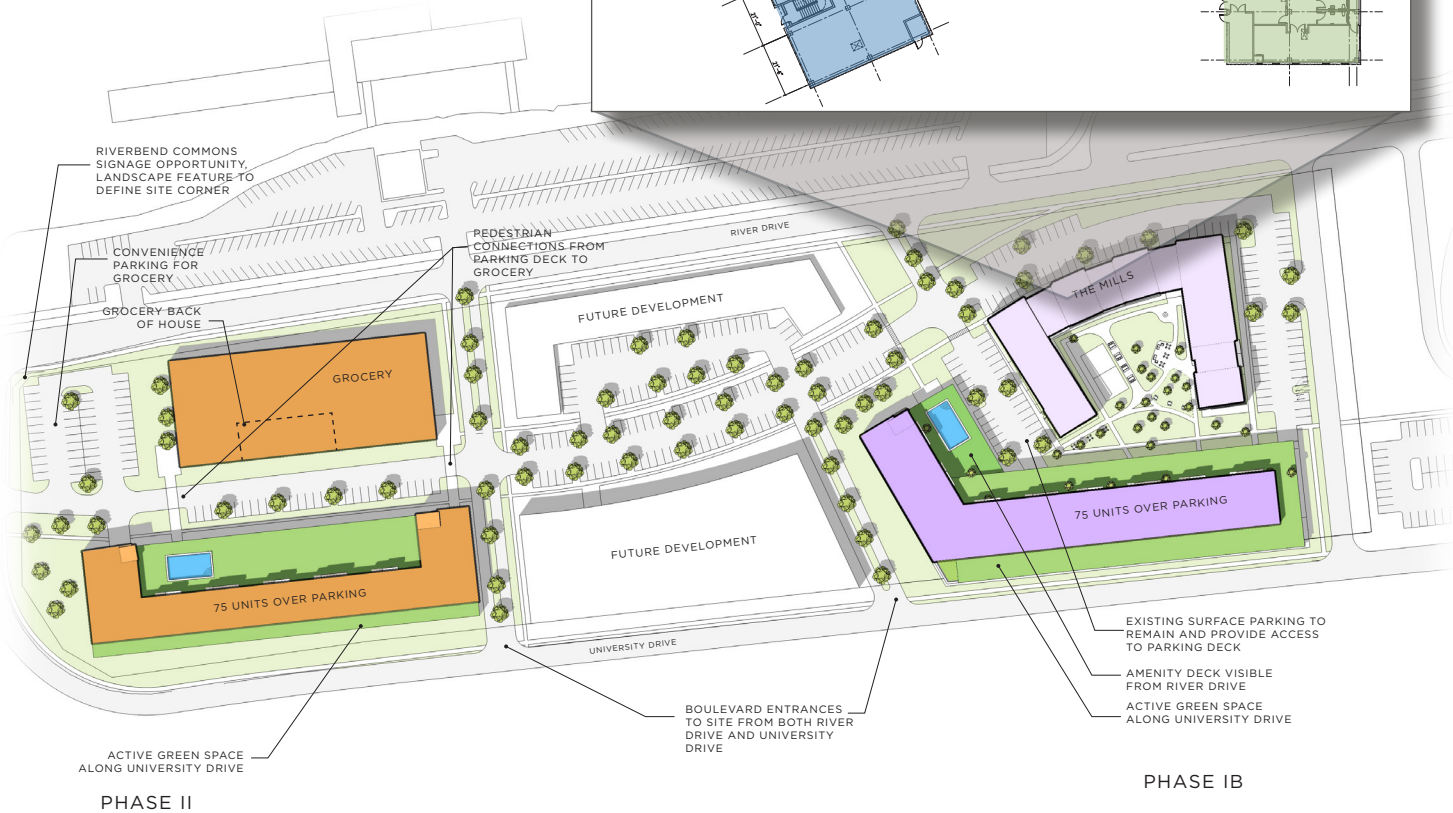 RIVERBEND COMMONS
SIGNAGE OPPORTUNITY,
LANDSCAPE FEATURE TO
DEFINE SITE CORNER
CONVENIENCE
PARKING FOR
GROCERY
GROCERY BACK
OF HOUSE
PEDESTRIAN
CONNECTIONS FROM
PARKING DECK TO
GROCERY
RIVER DRIVE
FUTURE DEVELOPMENT
THE MILLS
GROCERY
75 UNITS OVER PARKING
FUTURE DEVELOPMENT
75 UNITS OVER PARKING
UNIVERSITY DRIVE
EXISTING SURFACE PARKING TO
REMAIN AND PROVIDE ACCESS
TO PARKING DECK
AMENITY DECK VISIBLE
FROM RIVER DRIVE
ACTIVE GREEN SPACE
ALONG UNIVERSITY DRIVE
BOULEVARD ENTRANCES
TO SITE FROM BOTH RIVER
DRIVE AND UNIVERSITY
DRIVE
ACTIVE GREEN SPACE
ALONG UNIVERSITY DRIVE
PHASE II
PHASE IB